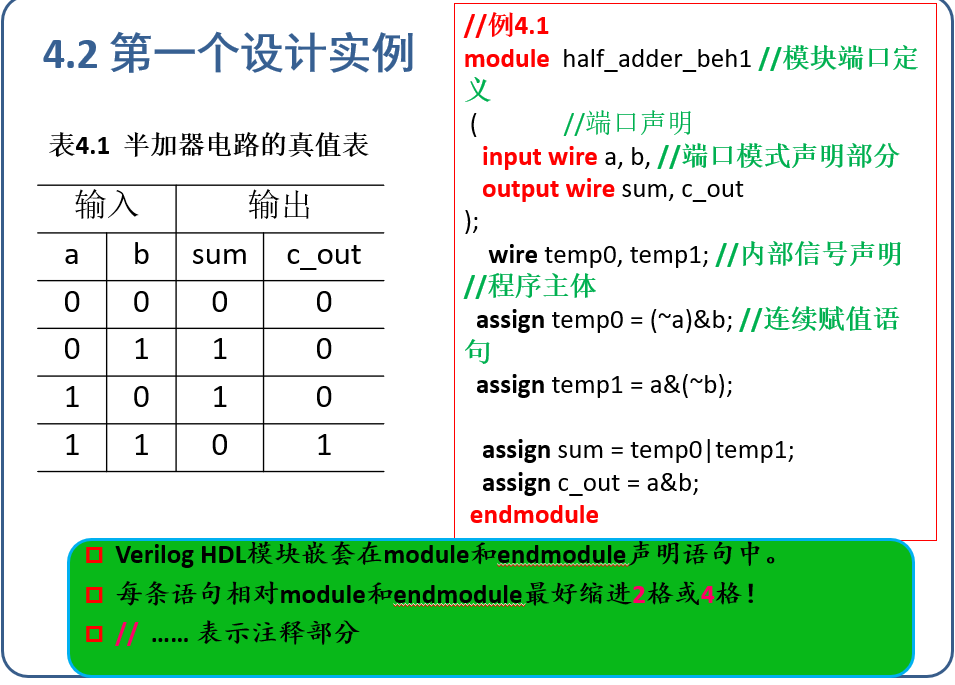 4.2 第一个设计实例
表4.1 半加器电路的真值表
输入 输出
a b sum c_out
0 0 0 0
0 1 1 0
1 0 1 0
1 1 0 1
//例4.1
module half_adder_beh1 //模块端口定
义
( //端口声明
input wire a, b, //端口模式声明部分
output wire sum, c_out
);
wire temp0, temp1; //内部信号声明
//程序主体
assign temp0 = (~a)&b; //连续赋值语
句
assign temp1 = a&(~b);
assign sum = temp0|temp1;
assign c_out = a&b;
endmodule
Verilog HDL模块嵌套在module和endmodule声明语句中。
每条语句相对module和endmodule最好缩进2格或4格！
// …… 表示注释部分